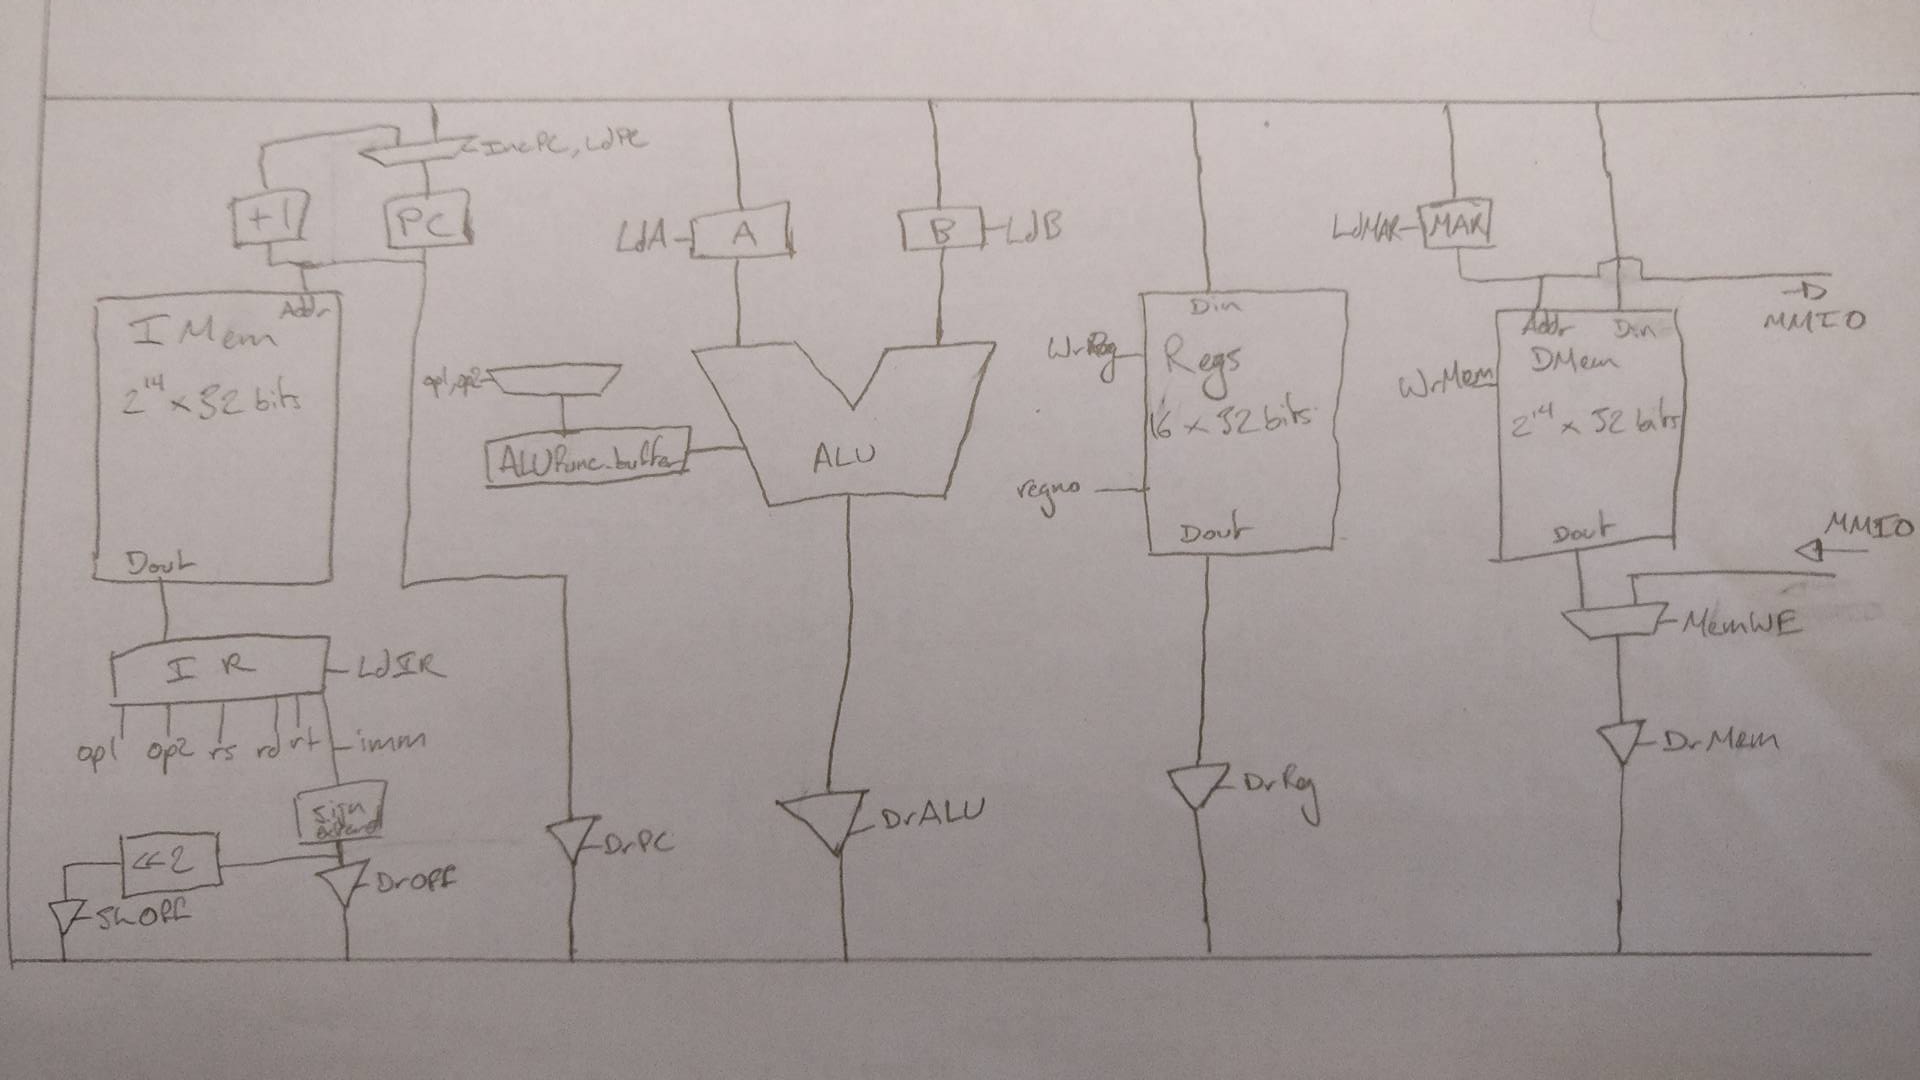 IncPC, LdPC
+1
PC
LdA
A
B
LdB
LdMAR
MAR
MMIO
Addr
IMem
2^14 x 32 bits
Dout
op1, op2
ALUfunc_buffer
ALU
Din
WrReg
Regs
16 x 32 bits
regno
Dout
Addr
Din
DMem
WrMem
2^14 x 32 bits
Dout
MMIO
MemWE
IR
LdIR
op1
op2
rs
rd
rt
imm
sign
extend
<<2
ShOff
DrOff
DrPC
DrALU
DrReg
DrMem